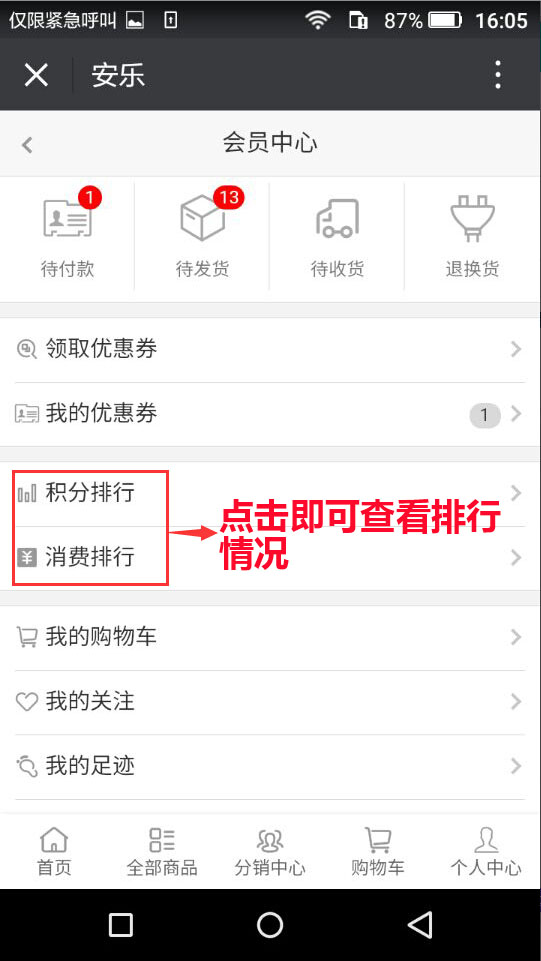 仅限紧急呼叫 87% 16:05
安乐
会员中心
1 13
待付款 待发货 待收货 退换货
领取优惠券
我的优惠券 1
积分排行
点击即可查看排行
情况
消费排行
我的购物车
我的关注
我的足迹
首页 全部商品 分销中心 购物车 个人中心